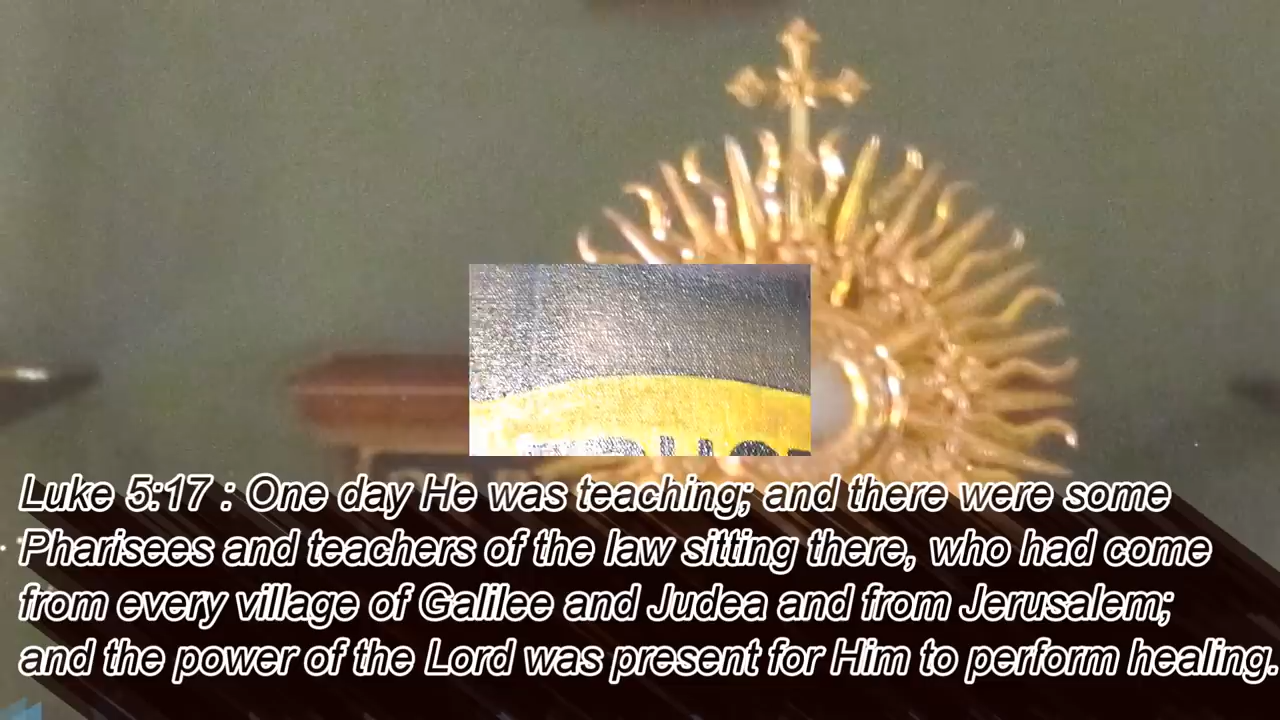 Luke 5:17 : One day He was teaching; and there were some
Pharisees and teachers of the law sitting there, who had come
from every village of Galilee and Judea and from Jerusalem;
and the power of the Lord was present for Him to perform healing.